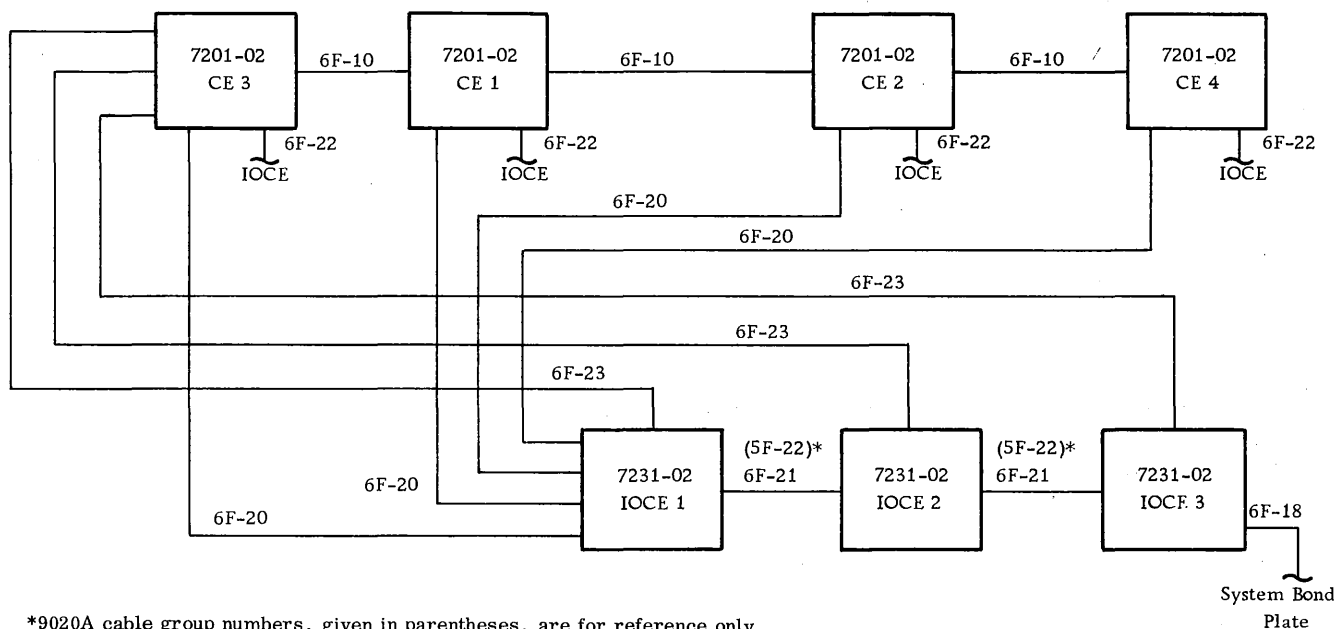 7201-02
CE 3
6F-10
7201-02
CE 1
6F-10
7201-02
CE 2
6F-10
7201-02
CE 4
6F-22
IOCE
6F-22
IOCE
6F-22
IOCE
6F-22
IOCE
6F-20
6F-20
6F-23
6F-23
6F-23
6F-20
6F-20
7231-02
IOCE 1
(5F-22)*
6F-21
7231-02
IOCE 2
(5F-22)*
6F-21
7231-02
IOCE 3
6F-18
System Bond
Plate
*9020A cable group numbers, given in parentheses, are for reference only